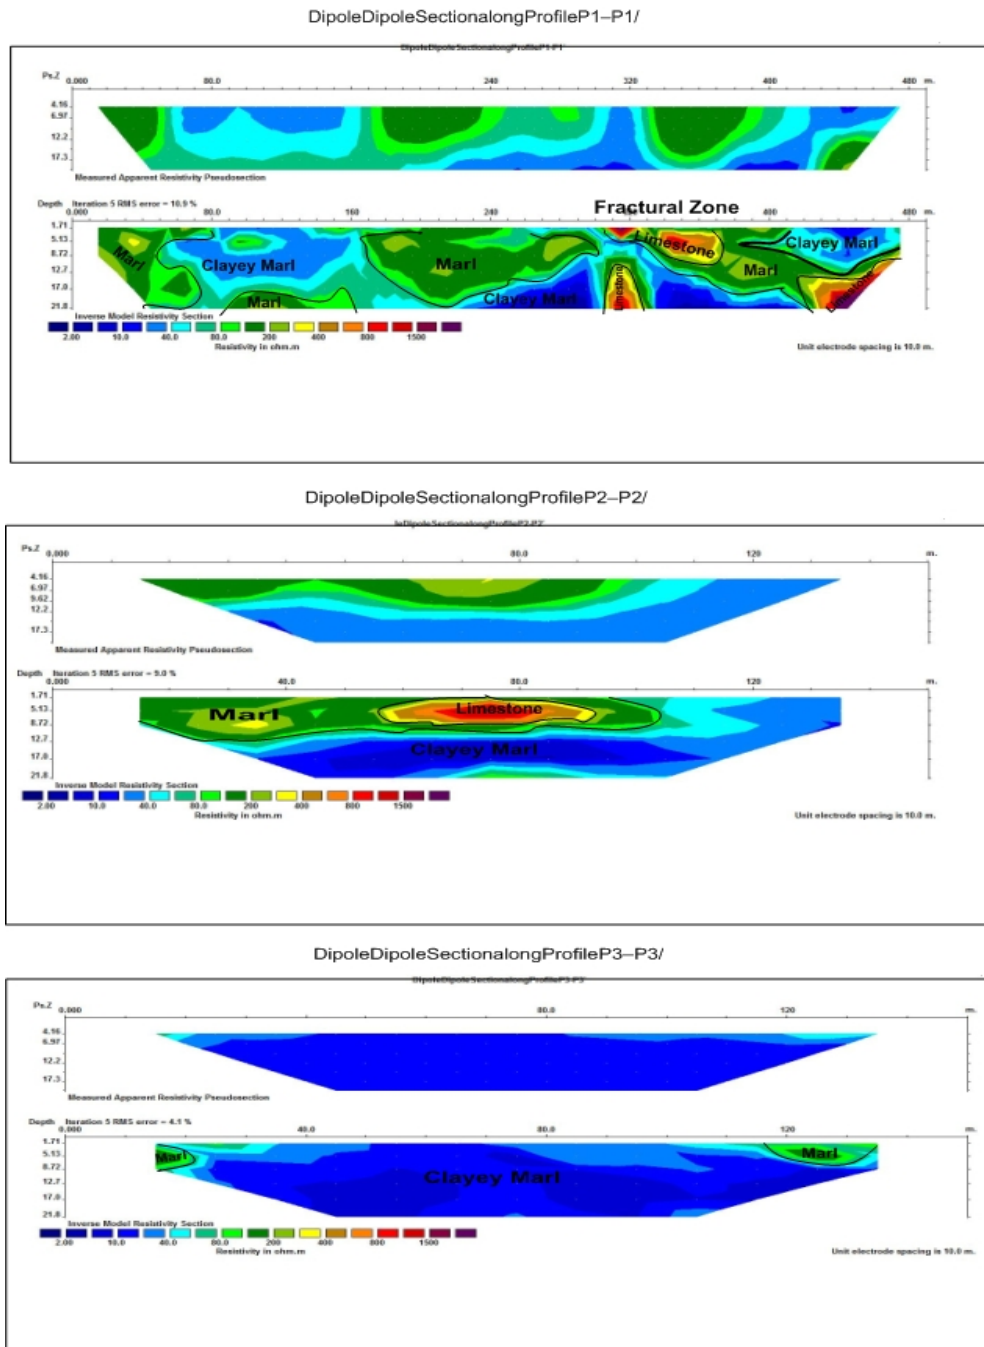 DipoleDipoleSectionalongProfileP1–P1/
DipoleDipoleSectionalongProfileP1-P1'
Ps.Z 0.000 80.0 240 320 400 480 m.
4.16
6.97
12.2
17.3
Measured Apparent Resistivity Pseudosection
Depth Iteration 5 RMS error = 10.9 %
Fractural Zone
0.000 80.0 160 240 400 480
1.71
5.13
8.72
12.7
17.0
21.8
Marl
Clayey Marl
Marl
Marl
Clayey Marl
Limestone
Limestone
Marl
Clayey Marl
Limestone
Inverse Model Resistivity Section
2.00 10.0 40.0 80.0 200 400 800 1500
Resistivity in ohm.m
Unit electrode spacing is 10.0 m.
DipoleDipoleSectionalongProfileP2–P2/
leDipoleSectionalongProfileP2-P2'
Ps.Z 0.000 80.0 120 m.
4.16
6.97
9.62
12.2
17.3
Measured Apparent Resistivity Pseudosection
Depth Iteration 5 RMS error = 9.0 %
0.000 40.0 80.0 120 m.
1.71
5.13
8.72
12.7
17.0
21.8
Marl
Limestone
Clayey Marl
Inverse Model Resistivity Section
2.00 10.0 40.0 80.0 200 400 800 1500
Resistivity in ohm.m
Unit electrode spacing is 10.0 m.
DipoleDipoleSectionalongProfileP3–P3/
DipoleDipoleSectionalongProfileP3-P3'
Ps.Z 0.000 80.0 120 m.
4.16
6.97
12.2
17.3
Measured Apparent Resistivity Pseudosection
Depth Iteration 5 RMS error = 4.1 %
0.000 40.0 80.0 120 m.
1.71
5.13
8.72
12.7
17.0
21.8
Marl
Clayey Marl
Marl
Inverse Model Resistivity Section
2.00 10.0 40.0 80.0 200 400 800 1500
Resistivity in ohm.m
Unit electrode spacing is 10.0 m.